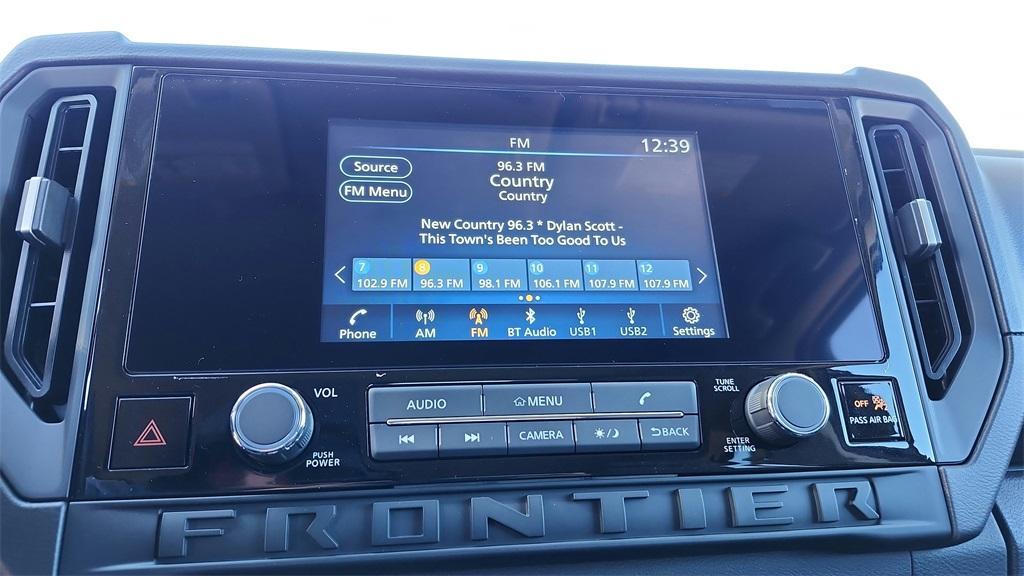 FM
12:39
Source
FM Menu
96.3 FM
Country
Country
New Country 96.3 * Dylan Scott -
This Town's Been Too Good To Us
7 8 9 10 11 12
102.9 FM 96.3 FM 98.1 FM 106.1 FM 107.9 FM 107.9 FM
Phone AM FM BT Audio USB1 USB2 Settings
VOL
PUSH
POWER
AUDIO MENU
CAMERA BACK
TUNE
SCROLL
ENTER
SETTING
OFF
PASS AIR BAG
FRONTIER